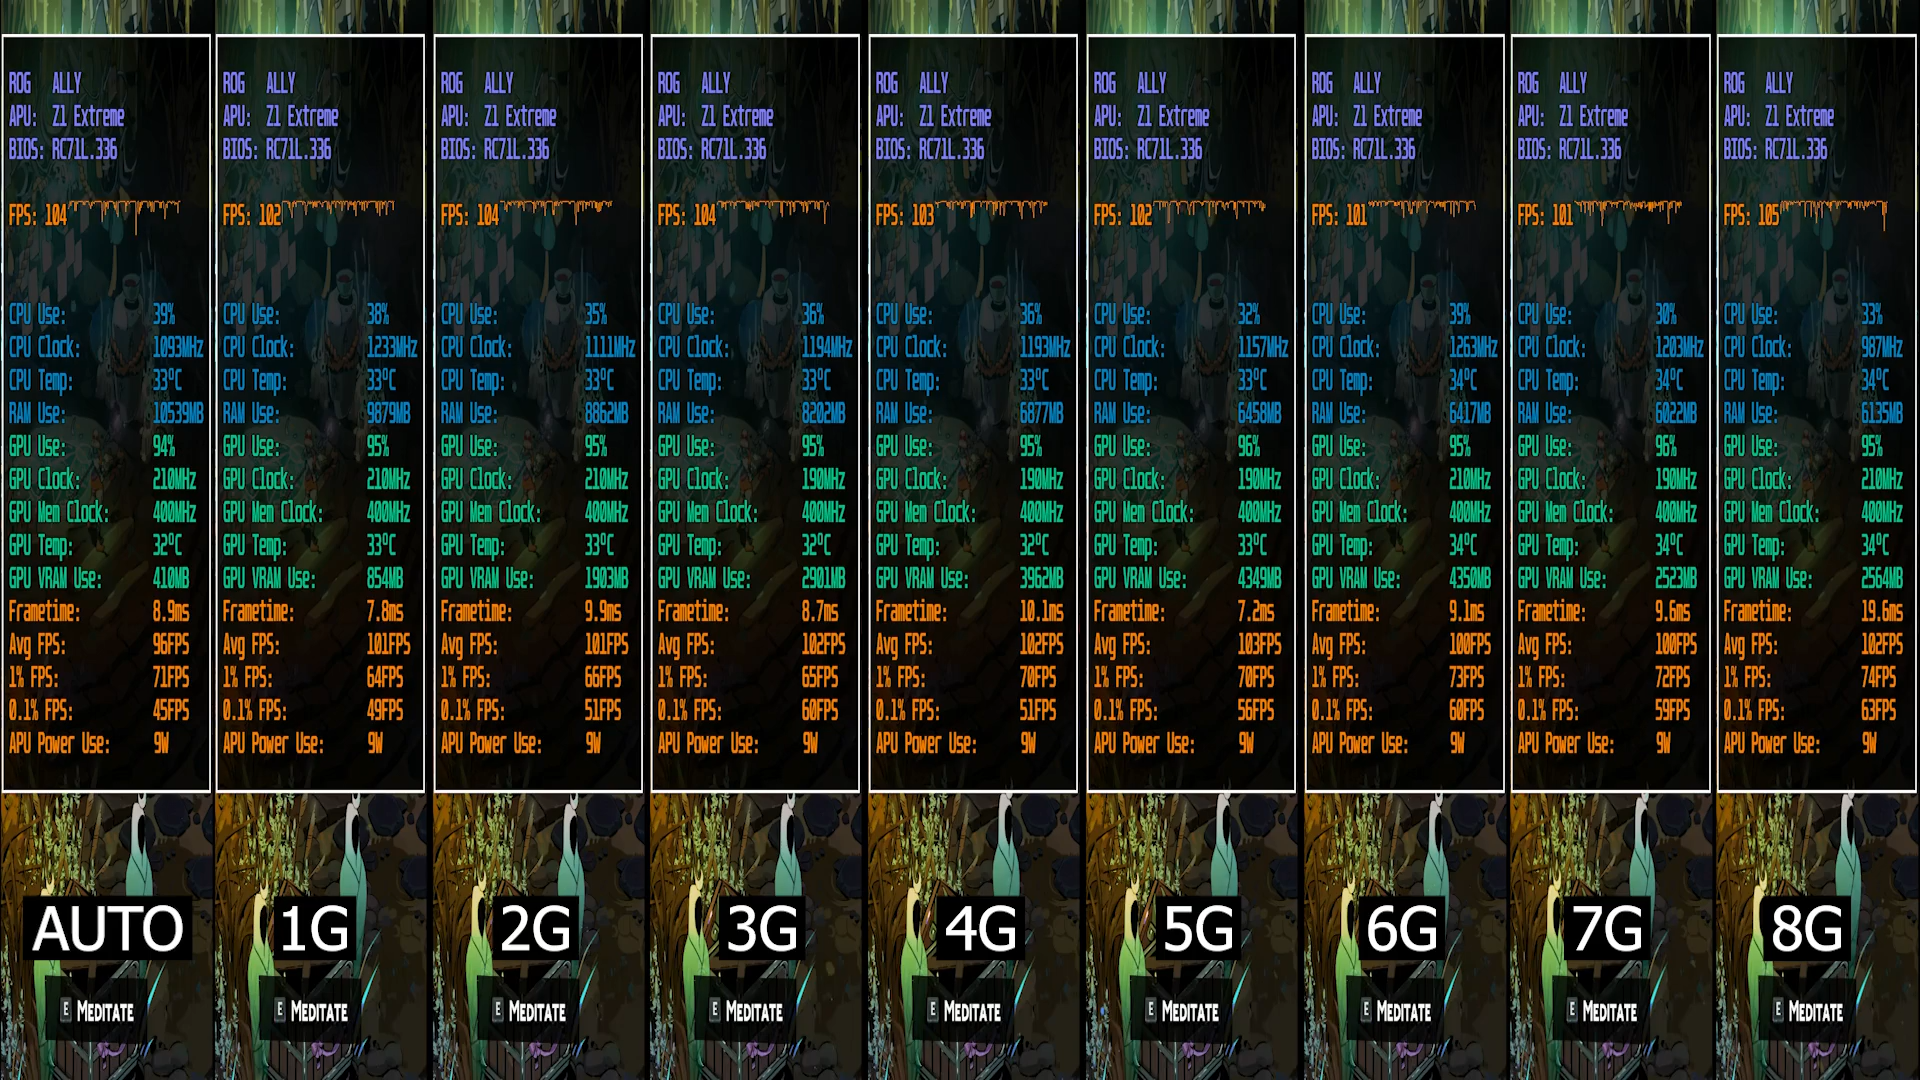 ROG ALLY
APU: Z1 Extreme
BIOS: RC71L.336
FPS: 104
CPU Use: 39%
CPU Clock: 1093MHz
CPU Temp: 33ºC
RAM Use: 10539MB
GPU Use: 94%
GPU Clock: 210MHz
GPU Mem Clock: 400MHz
GPU Temp: 32ºC
GPU VRAM Use: 410MB
Frametime: 8.9ms
Avg FPS: 96FPS
1% FPS: 71FPS
0.1% FPS: 45FPS
APU Power Use: 9W
AUTO
E MEDITATE
ROG ALLY
APU: Z1 Extreme
BIOS: RC71L.336
FPS: 102
CPU Use: 38%
CPU Clock: 1233MHz
CPU Temp: 33ºC
RAM Use: 9879MB
GPU Use: 95%
GPU Clock: 210MHz
GPU Mem Clock: 400MHz
GPU Temp: 33ºC
GPU VRAM Use: 854MB
Frametime: 7.8ms
Avg FPS: 101FPS
1% FPS: 64FPS
0.1% FPS: 49FPS
APU Power Use: 9W
1G
E MEDITATE
ROG ALLY
APU: Z1 Extreme
BIOS: RC71L.336
FPS: 104
CPU Use: 35%
CPU Clock: 1111MHz
CPU Temp: 33ºC
RAM Use: 8862MB
GPU Use: 95%
GPU Clock: 210MHz
GPU Mem Clock: 400MHz
GPU Temp: 33ºC
GPU VRAM Use: 1903MB
Frametime: 9.9ms
Avg FPS: 101FPS
1% FPS: 66FPS
0.1% FPS: 51FPS
APU Power Use: 9W
2G
E MEDITATE
ROG ALLY
APU: Z1 Extreme
BIOS: RC71L.336
FPS: 104
CPU Use: 36%
CPU Clock: 1194MHz
CPU Temp: 33ºC
RAM Use: 8202MB
GPU Use: 95%
GPU Clock: 190MHz
GPU Mem Clock: 400MHz
GPU Temp: 32ºC
GPU VRAM Use: 2901MB
Frametime: 8.7ms
Avg FPS: 102FPS
1% FPS: 65FPS
0.1% FPS: 60FPS
APU Power Use: 9W
3G
E MEDITATE
ROG ALLY
APU: Z1 Extreme
BIOS: RC71L.336
FPS: 103
CPU Use: 36%
CPU Clock: 1193MHz
CPU Temp: 33ºC
RAM Use: 6877MB
GPU Use: 95%
GPU Clock: 190MHz
GPU Mem Clock: 400MHz
GPU Temp: 32ºC
GPU VRAM Use: 3962MB
Frametime: 10.1ms
Avg FPS: 102FPS
1% FPS: 70FPS
0.1% FPS: 51FPS
APU Power Use: 9W
4G
E MEDITATE
ROG ALLY
APU: Z1 Extreme
BIOS: RC71L.336
FPS: 102
CPU Use: 32%
CPU Clock: 1157MHz
CPU Temp: 33ºC
RAM Use: 6458MB
GPU Use: 96%
GPU Clock: 190MHz
GPU Mem Clock: 400MHz
GPU Temp: 33ºC
GPU VRAM Use: 4349MB
Frametime: 7.2ms
Avg FPS: 103FPS
1% FPS: 70FPS
0.1% FPS: 56FPS
APU Power Use: 9W
5G
E MEDITATE
ROG ALLY
APU: Z1 Extreme
BIOS: RC71L.336
FPS: 101
CPU Use: 39%
CPU Clock: 1263MHz
CPU Temp: 34ºC
RAM Use: 6417MB
GPU Use: 95%
GPU Clock: 210MHz
GPU Mem Clock: 400MHz
GPU Temp: 34ºC
GPU VRAM Use: 4350MB
Frametime: 9.1ms
Avg FPS: 100FPS
1% FPS: 73FPS
0.1% FPS: 60FPS
APU Power Use: 9W
6G
E MEDITATE
ROG ALLY
APU: Z1 Extreme
BIOS: RC71L.336
FPS: 101
CPU Use: 30%
CPU Clock: 1203MHz
CPU Temp: 34ºC
RAM Use: 6022MB
GPU Use: 96%
GPU Clock: 190MHz
GPU Mem Clock: 400MHz
GPU Temp: 34ºC
GPU VRAM Use: 2523MB
Frametime: 9.6ms
Avg FPS: 100FPS
1% FPS: 72FPS
0.1% FPS: 59FPS
APU Power Use: 9W
7G
E MEDITATE
ROG ALLY
APU: Z1 Extreme
BIOS: RC71L.336
FPS: 105
CPU Use: 33%
CPU Clock: 987MHz
CPU Temp: 34ºC
RAM Use: 6135MB
GPU Use: 95%
GPU Clock: 210MHz
GPU Mem Clock: 400MHz
GPU Temp: 34ºC
GPU VRAM Use: 2564MB
Frametime: 19.6ms
Avg FPS: 102FPS
1% FPS: 74FPS
0.1% FPS: 63FPS
APU Power Use: 9W
8G
E MEDITATE